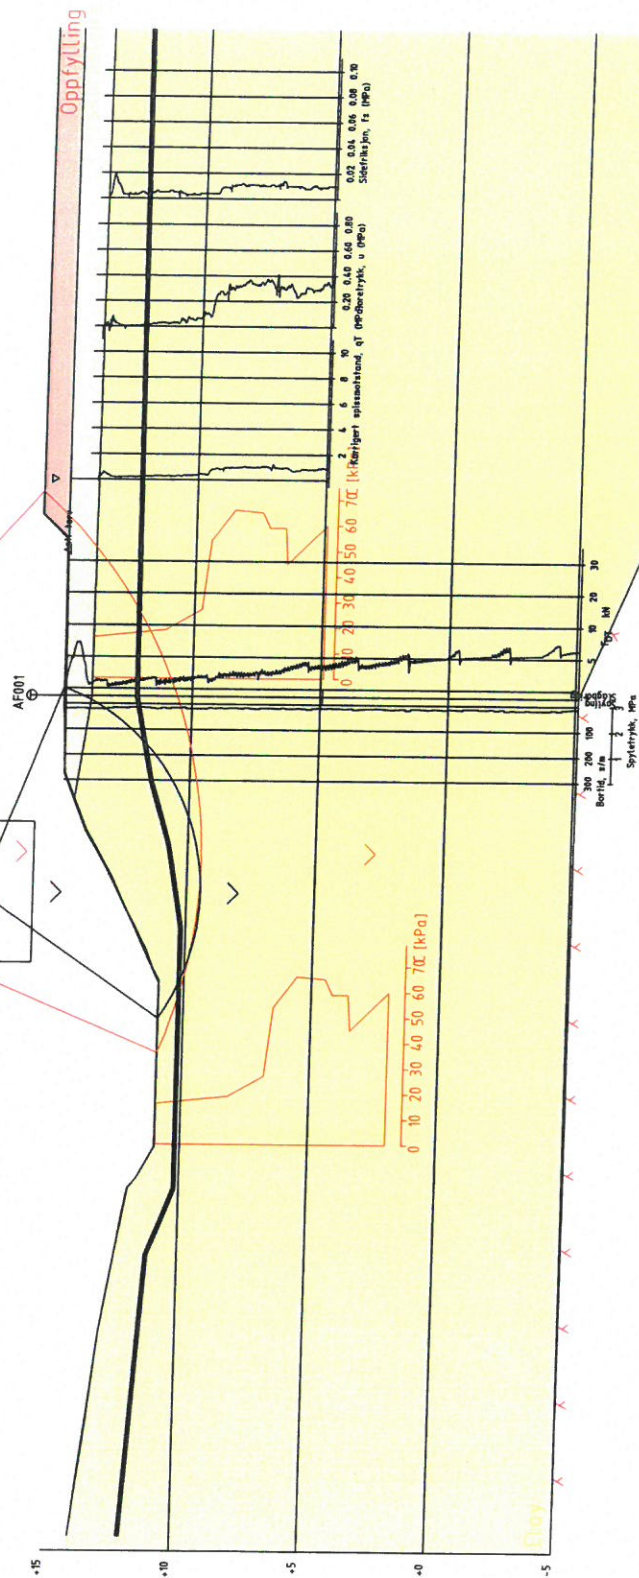 Oppfylling
AF001
0.02 0.04 0.06 0.08 0.10
Sidefriksjon, fs (MPa)
0.20 0.40 0.60 0.80
Poretrykk, u (MPa)
2 4 6 8 10
Korrigert spissmotstand, qT (MPa)
0 10 20 30 40 50 60 70
[kPa]
0 10 20 30 40 50 60 70
[kPa]
5 10 20 30
kN
300 200 100
Bortid, s/m
2 3
Spyletrykk, MPa
+15
+10
+5
+0
-5
Clay